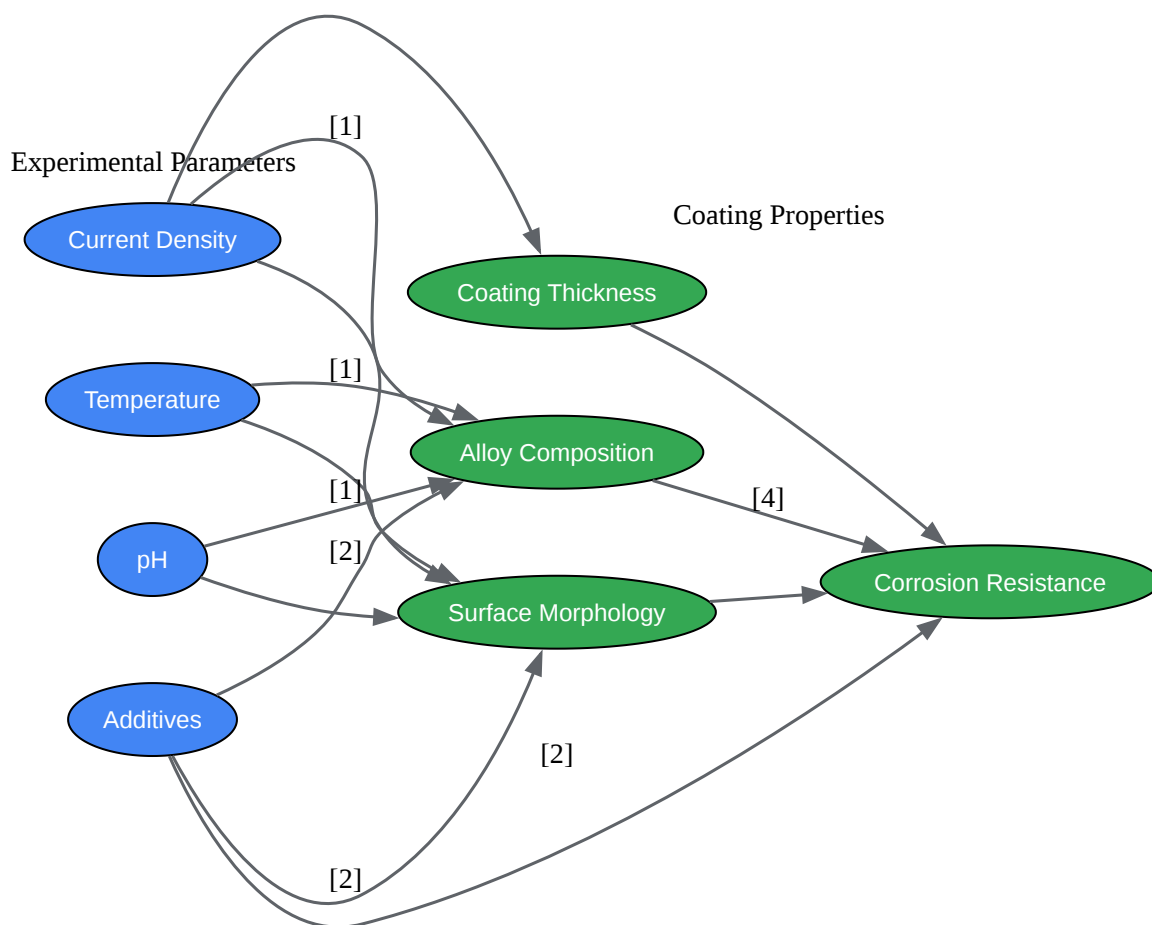 [1]
Experimental Parameters
Coating Properties
Current Density
Coating Thickness
[1]
Temperature
Alloy Composition
[1]
[4]
[2]
pH
Corrosion Resistance
Surface Morphology
Additives
[2]
[2]